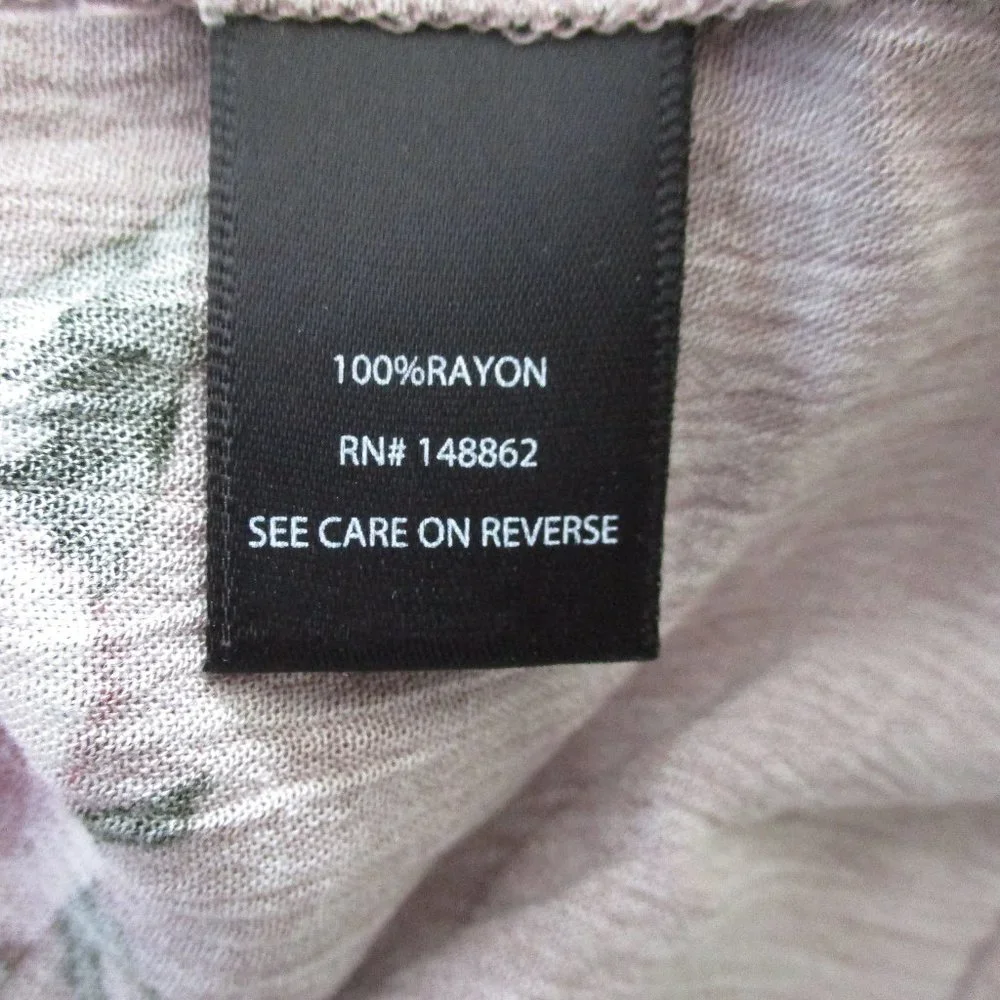 100%RAYON
RN# 148862
SEE CARE ON REVERSE